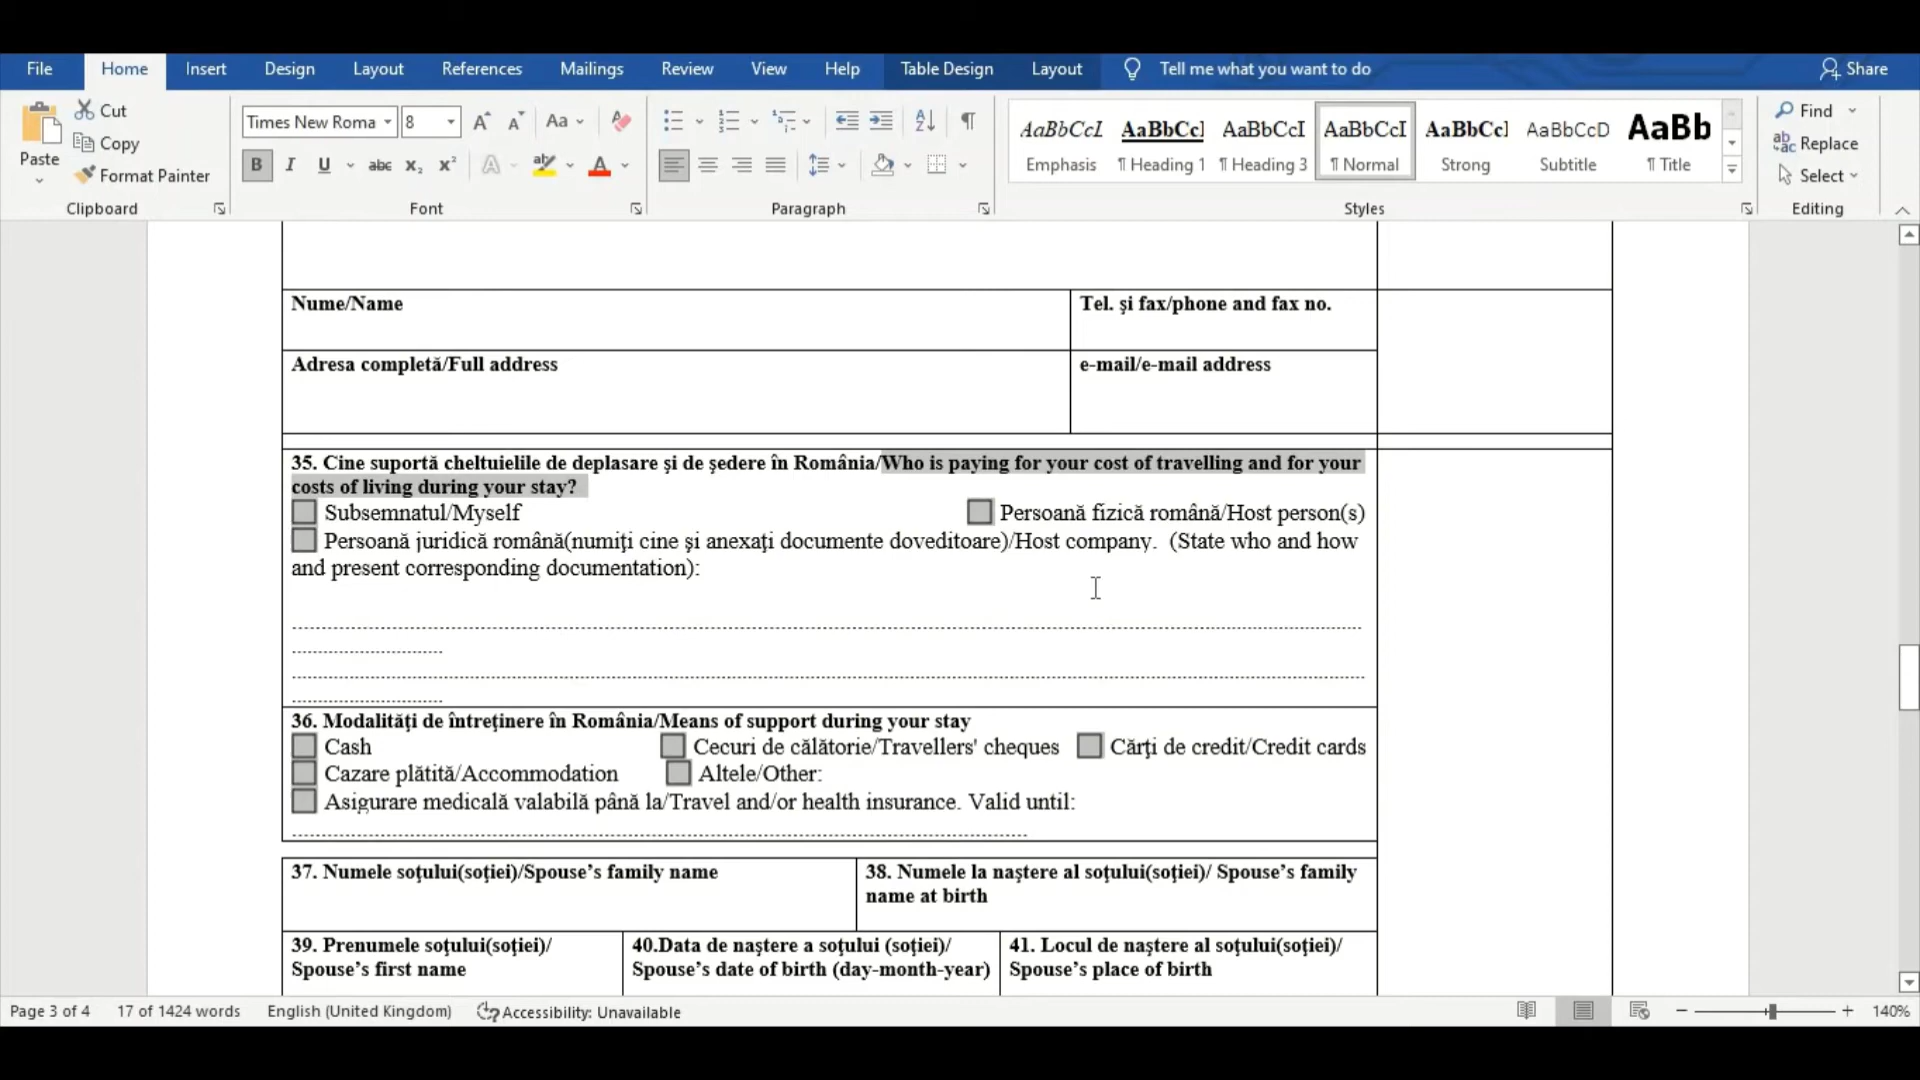 File Home Insert Design Layout References Mailings Review View Help Table Design Layout Tell me what you want to do Share
Cut
Copy
Format Painter
Paste
Clipboard
Times New Roma 8 Aa
B I U abc x₂ x² A ab A
Font
Paragraph
AaBbCcI AaBbCcI AaBbCcI AaBbCcI AaBbCcI AaBbCcD AaBb
Emphasis ¶ Heading 1 ¶ Heading 3 ¶ Normal Strong Subtitle ¶ Title
Styles
Find
Replace
Select
Editing
Nume/Name
Tel. şi fax/phone and fax no.
Adresa completă/Full address
e-mail/e-mail address
35. Cine suportă cheltuielile de deplasare şi de şedere în România/Who is paying for your cost of travelling and for your
costs of living during your stay?
Subsemnatul/Myself Persoană fizică română/Host person(s)
Persoană juridică română(numiţi cine şi anexaţi documente doveditoare)/Host company. (State who and how
and present corresponding documentation):
36. Modalităţi de întreţinere în România/Means of support during your stay
Cash Cecuri de călătorie/Travellers' cheques Cărţi de credit/Credit cards
Cazare plătită/Accommodation Altele/Other:
Asigurare medicală valabilă până la/Travel and/or health insurance. Valid until:
37. Numele soţului(soţiei)/Spouse’s family name
38. Numele la naştere al soţului(soţiei)/ Spouse’s family
name at birth
39. Prenumele soţului(soţiei)/
Spouse’s first name
40.Data de naştere a soţului (soţiei)/
Spouse’s date of birth (day-month-year)
41. Locul de naştere al soţului(soţiei)/
Spouse’s place of birth
Page 3 of 4 17 of 1424 words English (United Kingdom) Accessibility: Unavailable 140%